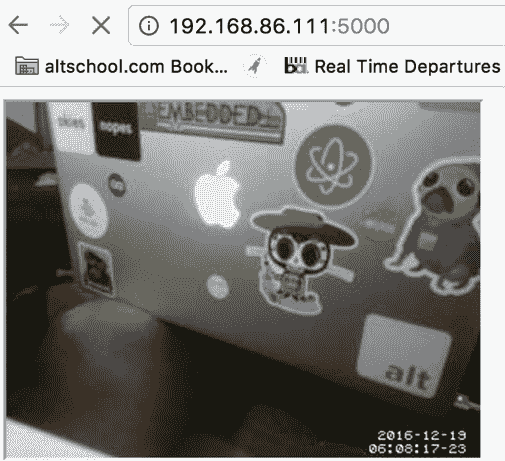 192.168.86.111:5000
altschool.com Book...
bd Real Time Departures
EMBEDDED
nopes
alt
2016-12-19
06:08:17-23